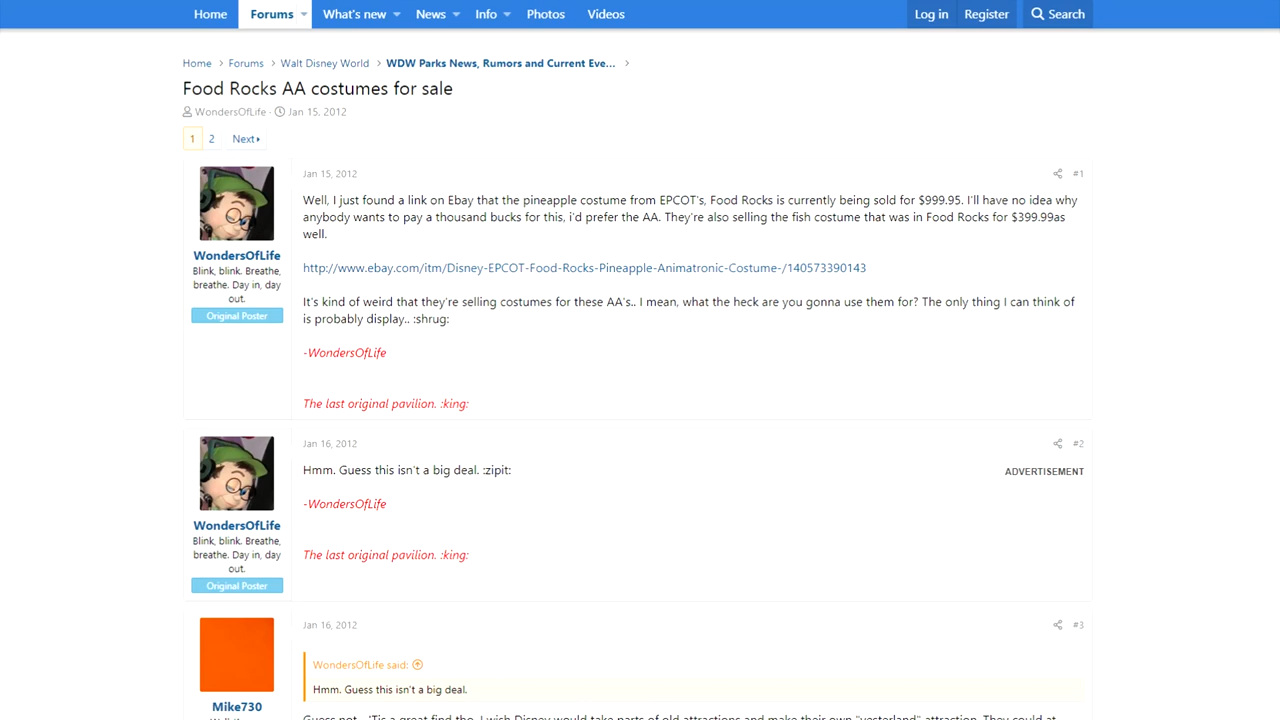 Home Forums What's new News Info Photos Videos Log in Register Search
Home Forums Walt Disney World WDW Parks News, Rumors and Current Eve...
Food Rocks AA costumes for sale
WondersOfLife · Jan 15, 2012
1 2 Next
Jan 15, 2012 #1
Well, I just found a link on Ebay that the pineapple costume from EPCOT's, Food Rocks is currently being sold for $999.95. I'll have no idea why
anybody wants to pay a thousand bucks for this, i'd prefer the AA. They're also selling the fish costume that was in Food Rocks for $399.99as
well.
WondersOfLife
Blink, blink. Breathe,
breathe. Day in, day
out.
Original Poster
http://www.ebay.com/itm/Disney-EPCOT-Food-Rocks-Pineapple-Animatronic-Costume-/140573390143
It's kind of weird that they're selling costumes for these AA's.. I mean, what the heck are you gonna use them for? The only thing I can think of
is probably display.. :shrug:
-WondersOfLife
The last original pavilion. :king:
Jan 16, 2012 #2
Hmm. Guess this isn't a big deal. :zipit:
ADVERTISEMENT
-WondersOfLife
WondersOfLife
Blink, blink. Breathe,
breathe. Day in, day
out.
Original Poster
The last original pavilion. :king:
Jan 16, 2012 #3
WondersOfLife said:
Hmm. Guess this isn't a big deal.
Mike730